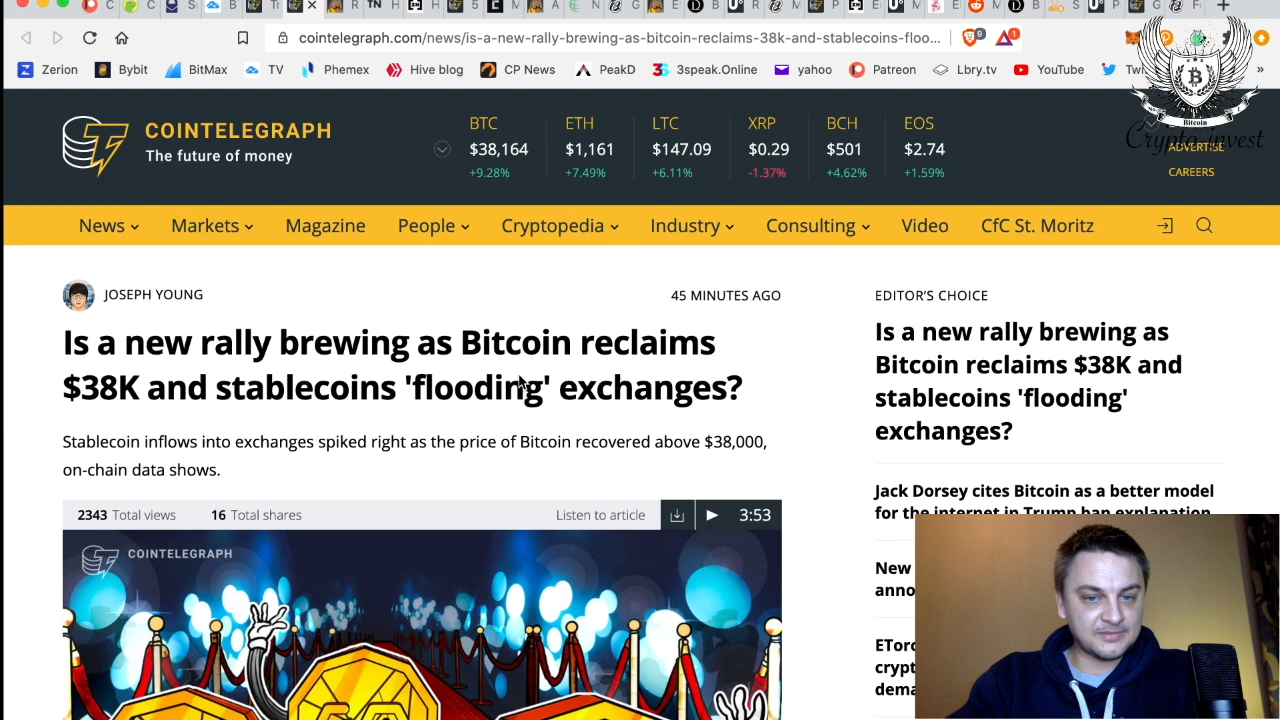 cointelegraph.com/news/is-a-new-rally-brewing-as-bitcoin-reclaims-38k-and-stablecoins-floo...
9
1
Zerion
Bybit
BitMax
TV
Phemex
Hive blog
CP News
PeakD
3speak.Online
yahoo
Patreon
Lbry.tv
YouTube
»
Bitcoin
Crypto-invest
COINTELEGRAPH
The future of money
BTC
$38,164
+9.28%
ETH
$1,161
+7.49%
LTC
$147.09
+6.11%
XRP
$0.29
-1.37%
BCH
$501
+4.62%
EOS
$2.74
+1.59%
ADVERTISE
CAREERS
News
Markets
Magazine
People
Cryptopedia
Industry
Consulting
Video
CfC St. Moritz
JOSEPH YOUNG
45 MINUTES AGO
Is a new rally brewing as Bitcoin reclaims
$38K and stablecoins 'flooding' exchanges?
Stablecoin inflows into exchanges spiked right as the price of Bitcoin recovered above $38,000,
on-chain data shows.
2343 Total views
16 Total shares
Listen to article
3:53
COINTELEGRAPH
EDITOR'S CHOICE
Is a new rally brewing as
Bitcoin reclaims $38K and
stablecoins 'flooding'
exchanges?
Jack Dorsey cites Bitcoin as a better model
for the internet in Trump ban explanation
New